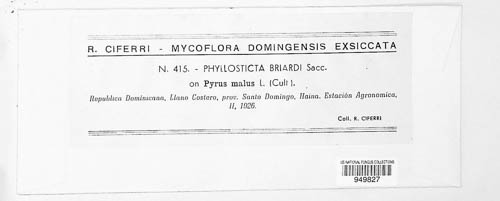 R. CIFERRI - MYCOFLORA DOMINGENSIS EXSICCATA
N. 415. - PHYLLOSTICTA BRIARDI Sacc.
on Pyrus malus L. (Cult).
Republica Dominicana, Llano Costero, prov. Santo Domingo, Haina. Estación Agronomica,
II, 1926.
Coll. R. CIFERRI
US NATIONAL FUNGUS COLLECTIONS
949827